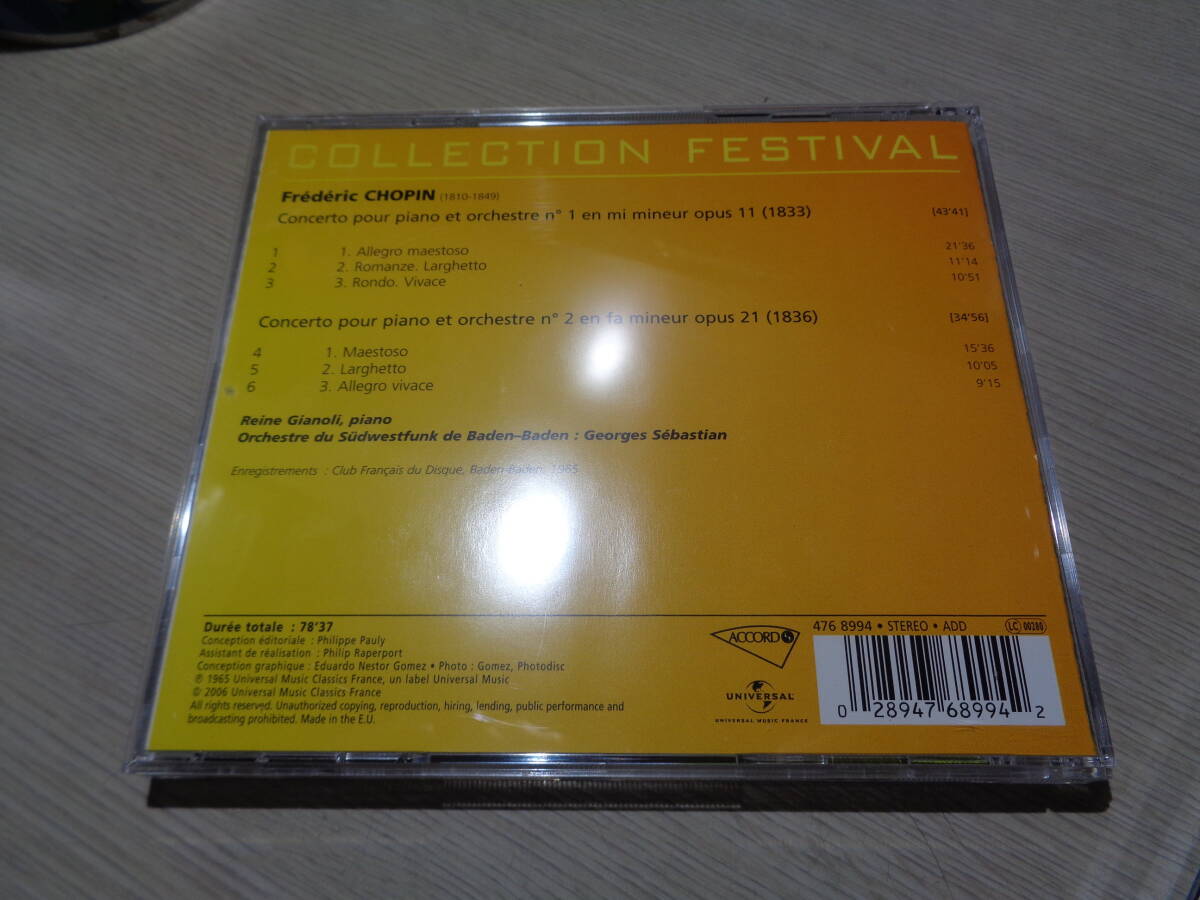 COLLECTION FESTIVAL
Frédéric CHOPIN (1810-1849)
Concerto pour piano et orchestre n° 1 en mi mineur opus 11 (1833) [43'41]
1 1. Allegro maestoso 21'36
2 2. Romanze. Larghetto 11'14
3 3. Rondo. Vivace 10'51
Concerto pour piano et orchestre n° 2 en fa mineur opus 21 (1836) [34'56]
4 1. Maestoso 15'36
5 2. Larghetto 10'05
6 3. Allegro vivace 9'15
Reine Gianoli, piano
Orchestre du Südwestfunk de Baden-Baden : Georges Sébastian
Enregistrements : Club Français du Disque, Baden-Baden, 1965
Durée totale : 78'37
Conception éditoriale : Philippe Pauly
Assistant de réalisation : Philip Raperport
Conception graphique : Eduardo Nestor Gomez • Photo : Gomez, Photodisc
℗ 1965 Universal Music Classics France, un label Universal Music
© 2006 Universal Music Classics France
All rights reserved. Unauthorized copying, reproduction, hiring, lending, public performance and
broadcasting prohibited. Made in the E.U.
ACCORD
UNIVERSAL
UNIVERSAL MUSIC FRANCE
476 8994 • STEREO • ADD
LC 00280
0 28947 68994 2